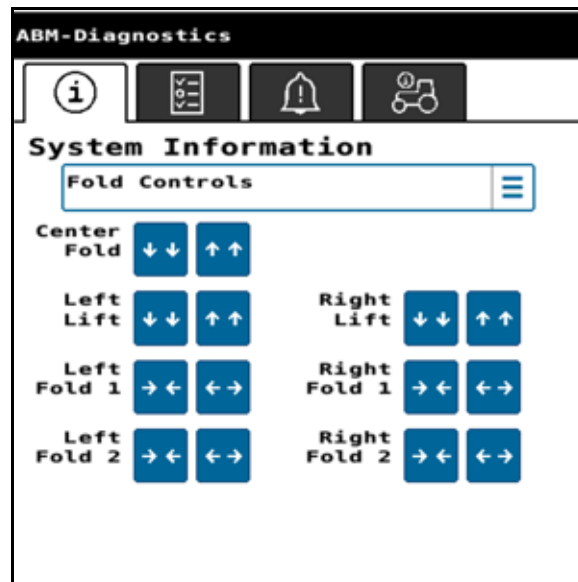 ABM-Diagnostics
System Information
Fold Controls
Center
Fold
Left
Lift
Right
Lift
Left
Fold 1
Right
Fold 1
Left
Fold 2
Right
Fold 2